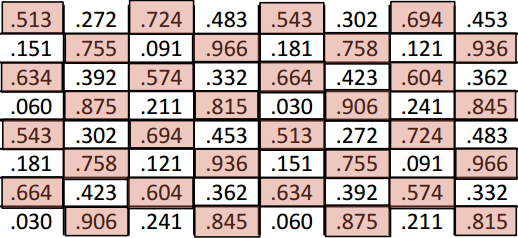 .513 .272 .724 .483 .543 .302 .694 .453
.151 .755 .091 .966 .181 .758 .121 .936
.634 .392 .574 .332 .664 .423 .604 .362
.060 .875 .211 .815 .030 .906 .241 .845
.543 .302 .694 .453 .513 .272 .724 .483
.181 .758 .121 .936 .151 .755 .091 .966
.664 .423 .604 .362 .634 .392 .574 .332
.030 .906 .241 .845 .060 .875 .211 .815